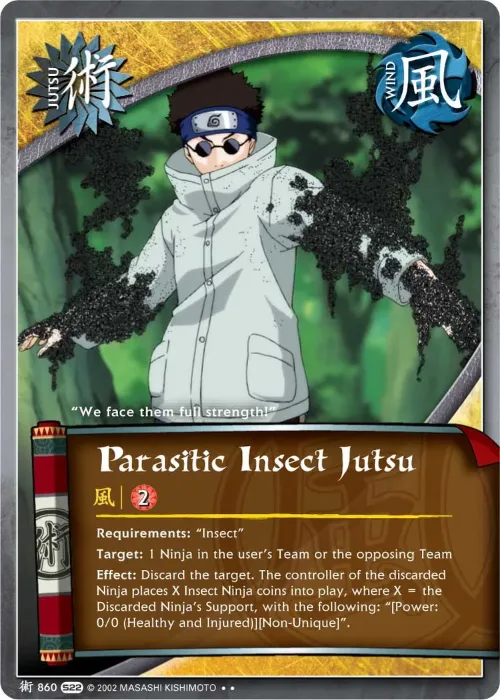 JUTSU
術
WIND
風
"We face them full strength!"
Parasitic Insect Jutsu
風 | 2
術
Requirements: "Insect"
Target: 1 Ninja in the user's Team or the opposing Team
Effect: Discard the target. The controller of the discarded
Ninja places X Insect Ninja coins into play, where X = the
Discarded Ninja's Support, with the following: "[Power:
0/0 (Healthy and Injured)][Non-Unique]".
術 860 S22 © 2002 MASASHI KISHIMOTO ••